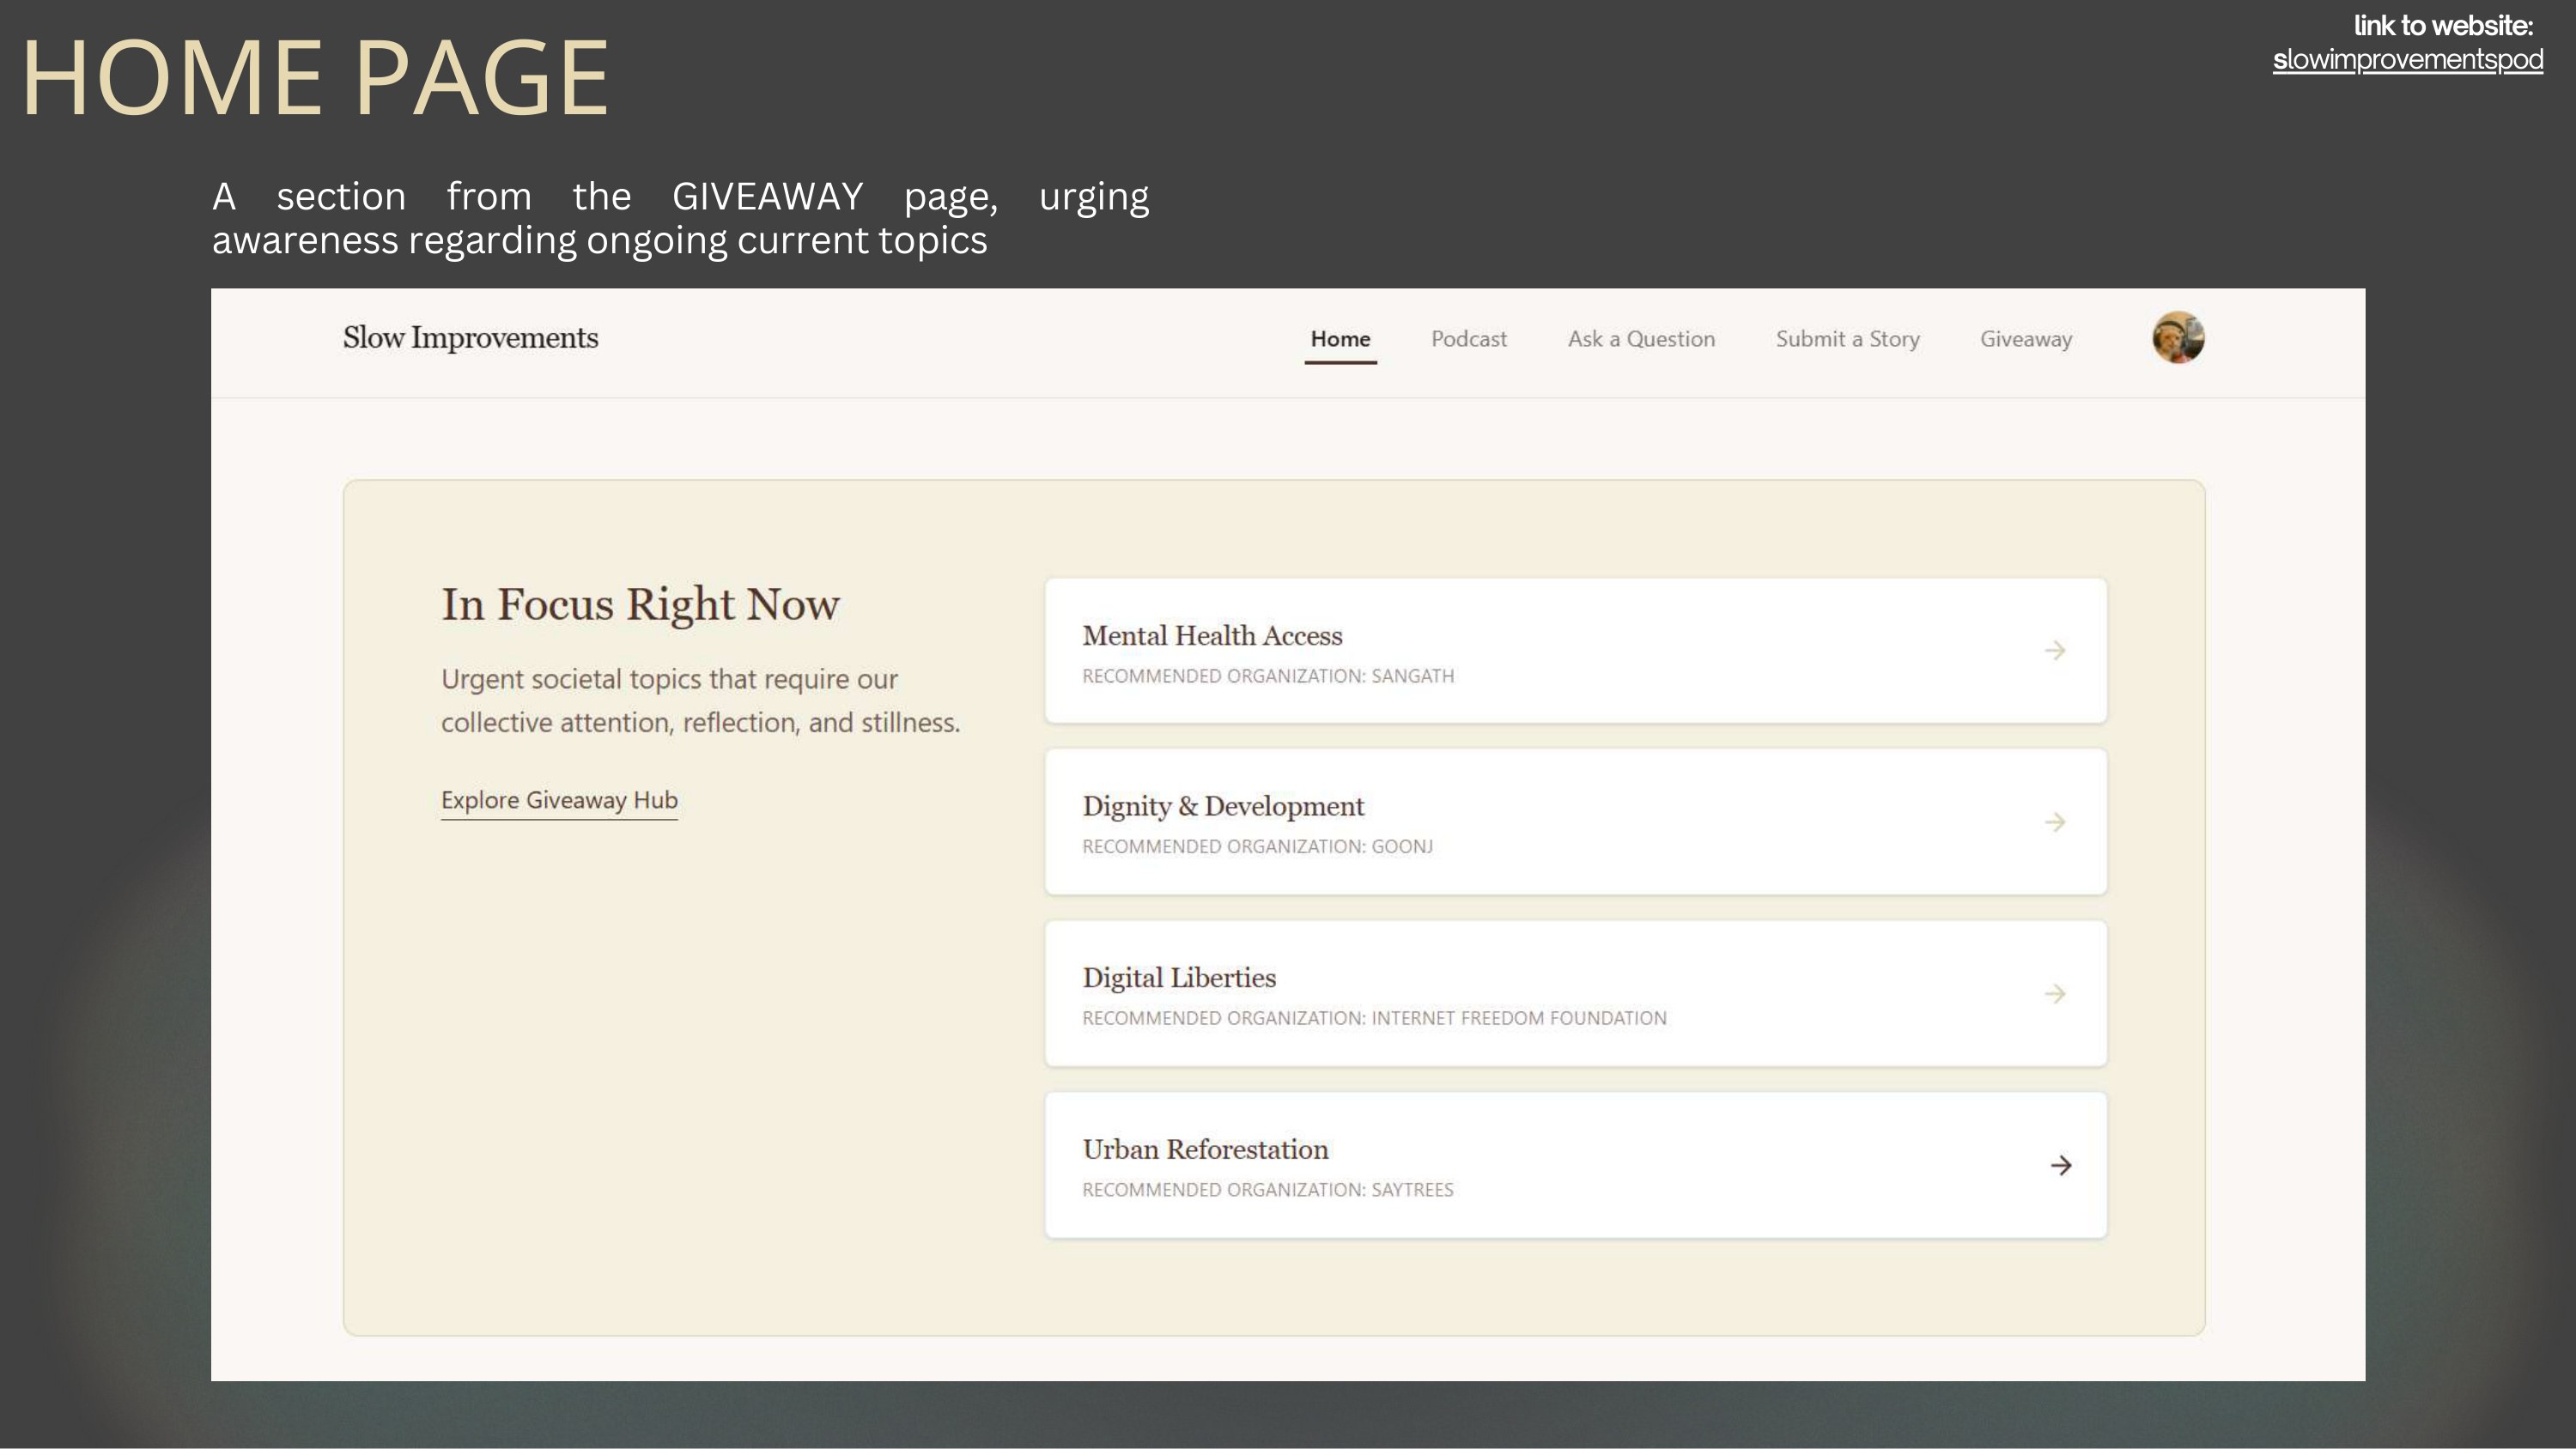 HOME PAGE
link to website:
slowimprovementspod
A section from the GIVEAWAY page, urging
awareness regarding ongoing current topics
Slow Improvements
Home
Podcast
Ask a Question
Submit a Story
Giveaway
In Focus Right Now
Urgent societal topics that require our
collective attention, reflection, and stillness.
Explore Giveaway Hub
Mental Health Access
RECOMMENDED ORGANIZATION: SANGATH
Dignity & Development
RECOMMENDED ORGANIZATION: GOONJ
Digital Liberties
RECOMMENDED ORGANIZATION: INTERNET FREEDOM FOUNDATION
Urban Reforestation
RECOMMENDED ORGANIZATION: SAYTREES